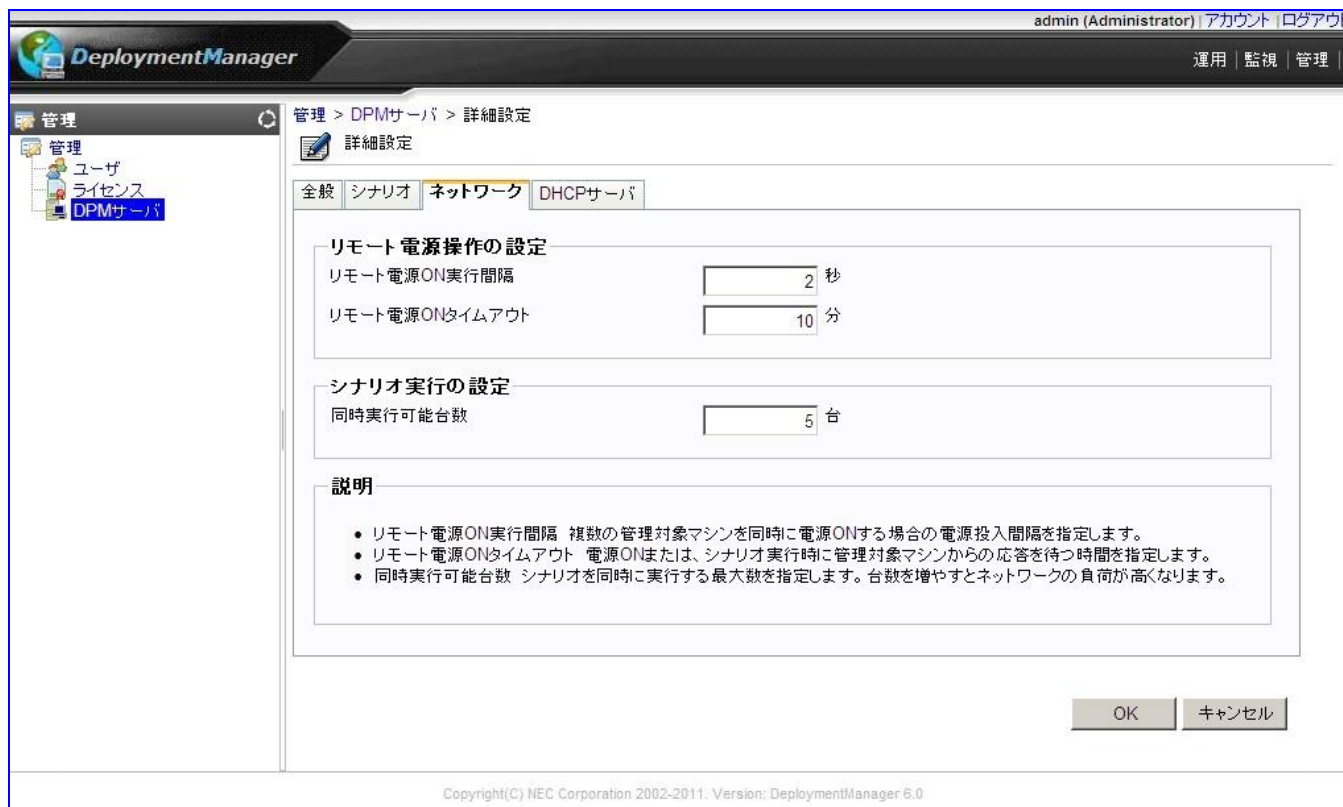 admin (Administrator) | アカウント | ログアウ
DeploymentManager
運用 | 監視 | 管理 |
管理
管理
ユーザ
ライセンス
DPMサーバ
管理 > DPMサーバ > 詳細設定
詳細設定
全般 シナリオ ネットワーク DHCPサーバ
リモート電源操作の設定
リモート電源ON実行間隔 2 秒
リモート電源ONタイムアウト 10 分
シナリオ実行の設定
同時実行可能台数 5 台
説明
• リモート電源ON実行間隔 複数の管理対象マシンを同時に電源ONする場合の電源投入間隔を指定します。
• リモート電源ONタイムアウト 電源ONまたは、シナリオ実行時に管理対象マシンからの応答を待つ時間を指定します。
• 同時実行可能台数 シナリオを同時に実行する最大数を指定します。台数を増やすとネットワークの負荷が高くなります。
OK キャンセル
Copyright(C) NEC Corporation 2002-2011. Version: DeploymentManager 6.0